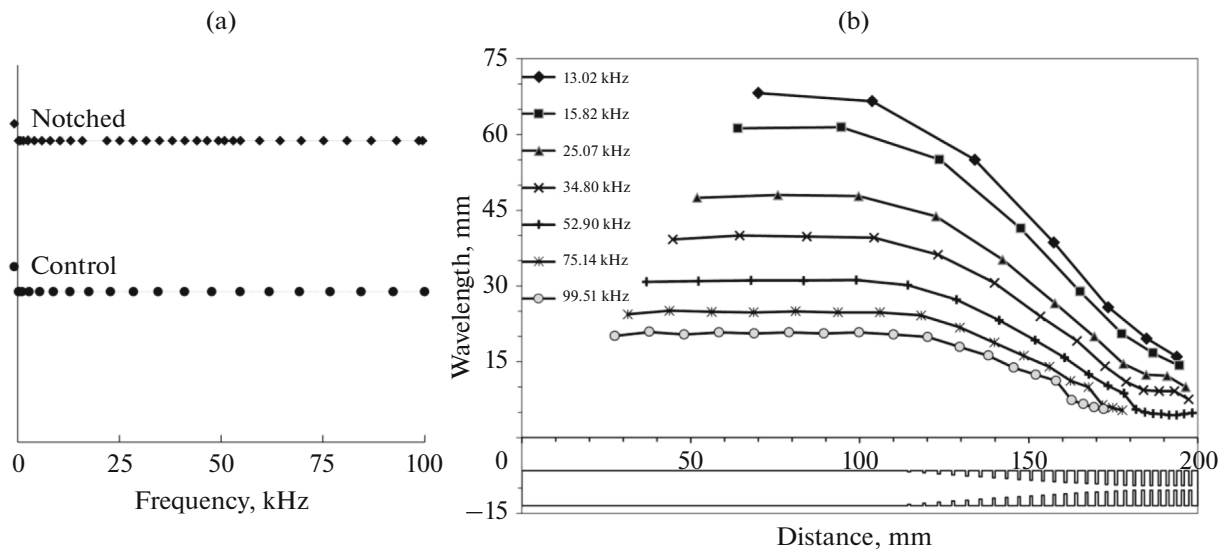 (a)
Notched
Control
0 25 50 75 100
Frequency, kHz
(b)
75
60
45
30
15
0
−15
Wavelength, mm
13.02 kHz
15.82 kHz
25.07 kHz
34.80 kHz
52.90 kHz
75.14 kHz
99.51 kHz
50 100 150 200
Distance, mm